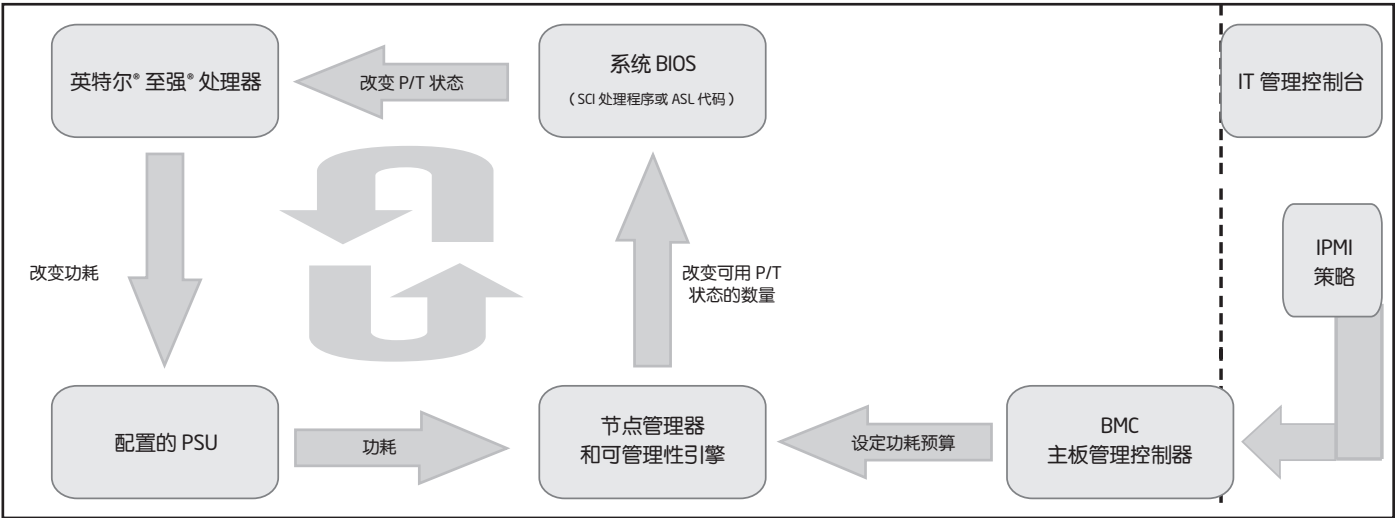 英特尔® 至强® 处理器
改变 P/T 状态
系统 BIOS
(SCI 处理程序或 ASL 代码)
IT 管理控制台
改变功耗
改变可用 P/T
状态的数量
IPMI
策略
配置的 PSU
功耗
节点管理器
和可管理性引擎
设定功耗预算
BMC
主板管理控制器